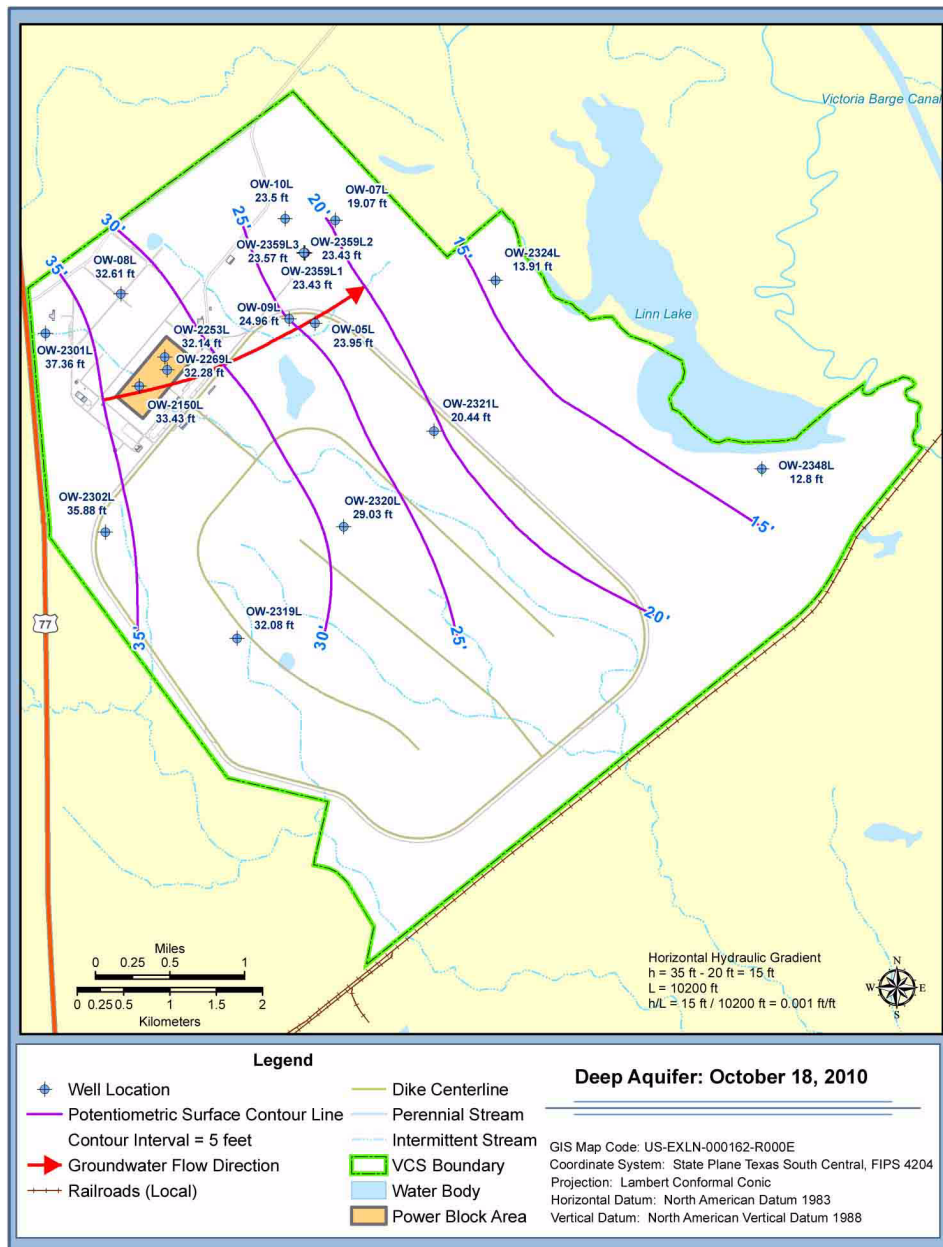 Victoria Barge Canal
OW-10L
23.5 ft
OW-07L
19.07 ft
30'
25'
20'
15'
OW-2359L3
23.57 ft
OW-2359L2
23.43 ft
OW-2359L1
23.43 ft
OW-2324L
13.91 ft
35'
OW-08L
32.61 ft
Linn Lake
OW-09L
24.96 ft
OW-05L
23.95 ft
OW-2301L
37.36 ft
OW-2253L
32.14 ft
OW-2269L
32.28 ft
OW-2150L
33.43 ft
OW-2321L
20.44 ft
OW-2348L
12.8 ft
OW-2302L
35.88 ft
OW-2320L
29.03 ft
15'
OW-2319L
32.08 ft
77
35'
30'
25'
20'
Miles
0 0.25 0.5 1
0 0.25 0.5 1 2
Kilometers
Horizontal Hydraulic Gradient
h = 35 ft - 20 ft = 15 ft
L = 10200 ft
h/L = 15 ft / 10200 ft = 0.001 ft/ft
N
W E
S
Legend
Well Location
Potentiometric Surface Contour Line
Contour Interval = 5 feet
Groundwater Flow Direction
Railroads (Local)
Dike Centerline
Perennial Stream
Intermittent Stream
VCS Boundary
Water Body
Power Block Area
Deep Aquifer: October 18, 2010
GIS Map Code: US-EXLN-000162-R000E
Coordinate System: State Plane Texas South Central, FIPS 4204
Projection: Lambert Conformal Conic
Horizontal Datum: North American Datum 1983
Vertical Datum: North American Vertical Datum 1988